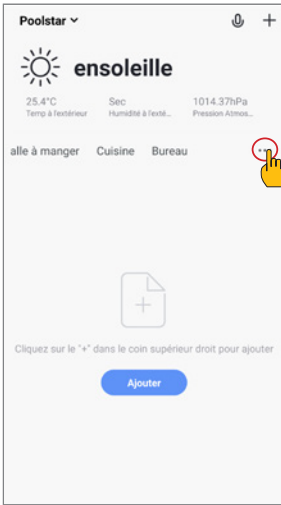 Poolstar
ensoleille
25.4°C Sec 1014.37hPa
Temp à l'extérieur Humidité à l'exté... Pression Atmos...
alle à manger Cuisine Bureau
Cliquez sur le "+" dans le coin supérieur droit pour ajouter
Ajouter